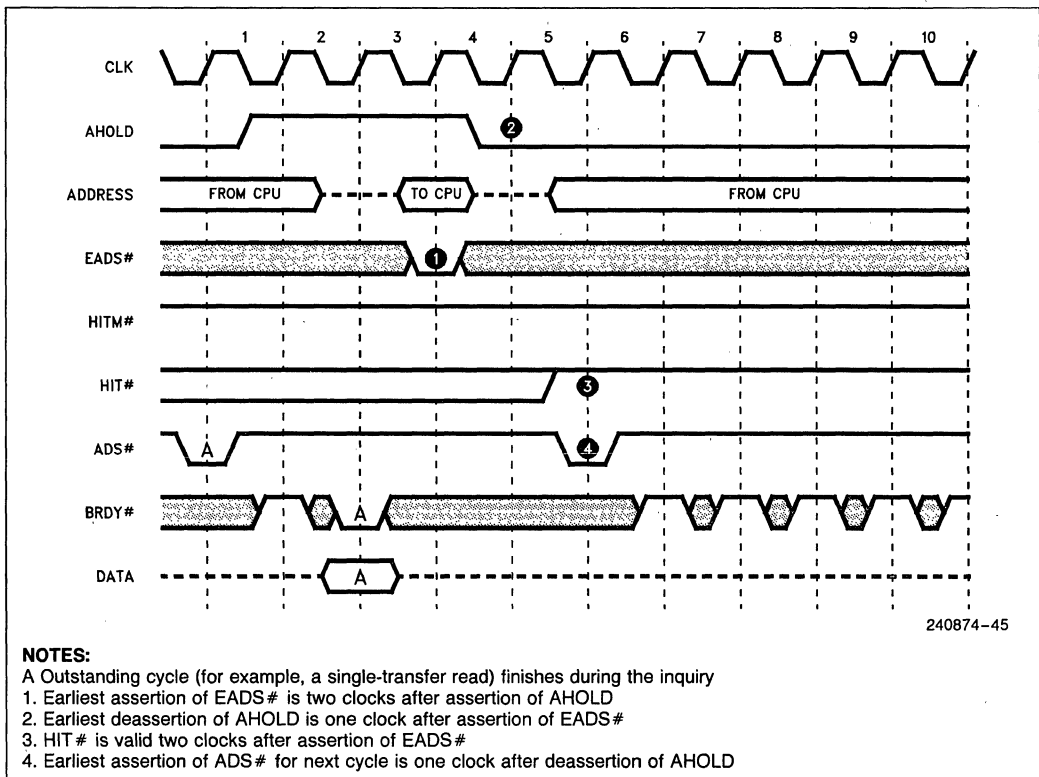 1 2 3 4 5 6 7 8 9 10
CLK
AHOLD
2
ADDRESS
FROM CPU
TO CPU
FROM CPU
EADS#
1
HITM#
HIT#
3
ADS#
A
4
BRDY#
A
DATA
A
240874-45
NOTES:
A Outstanding cycle (for example, a single-transfer read) finishes during the inquiry
1. Earliest assertion of EADS# is two clocks after assertion of AHOLD
2. Earliest deassertion of AHOLD is one clock after assertion of EADS#
3. HIT# is valid two clocks after assertion of EADS#
4. Earliest assertion of ADS# for next cycle is one clock after deassertion of AHOLD